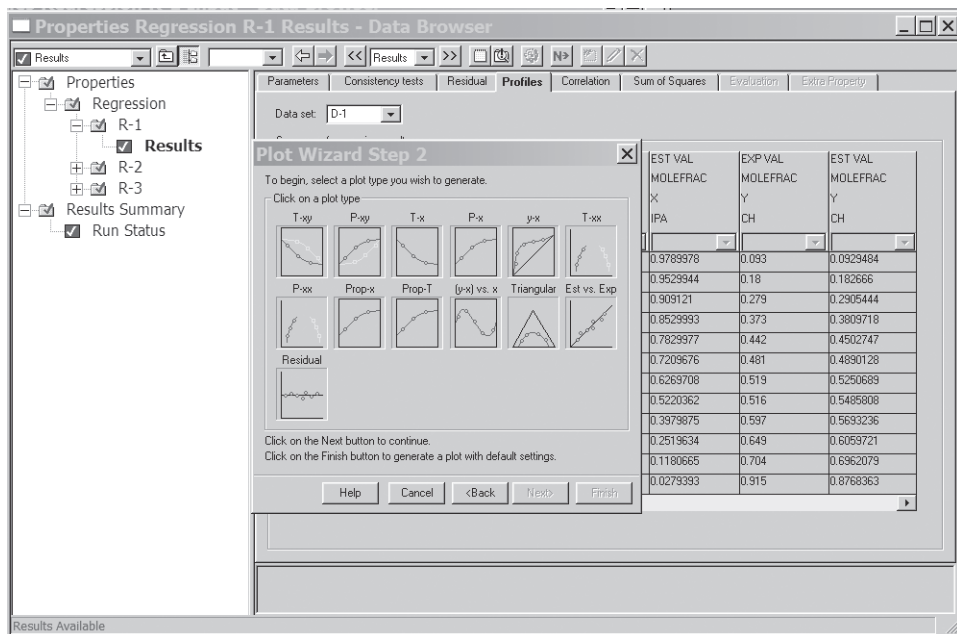 Properties Regression R-1 Results - Data Browser
Results
Results
N>
Properties
Regression
R-1
Results
R-2
R-3
Results Summary
Run Status
Parameters Consistency tests Residual Profiles Correlation Sum of Squares Evaluation Extra Property
Data set: D-1
Plot Wizard Step 2
To begin, select a plot type you wish to generate.
Click on a plot type
T-xy P-xy T-x P-x y-x T-xx
P-xx Prop-x Prop-T (y-x) vs. x Triangular Est vs. Exp
Residual
Click on the Next button to continue.
Click on the Finish button to generate a plot with default settings.
Help Cancel <Back Next> Finish
EST VAL EXP VAL EST VAL
MOLEFRAC MOLEFRAC MOLEFRAC
X Y Y
IPA CH CH
0.9789978 0.093 0.0929484
0.9529944 0.18 0.182666
0.909121 0.279 0.2905444
0.8529993 0.373 0.3809718
0.7829977 0.442 0.4502747
0.7209676 0.481 0.4890128
0.6269708 0.519 0.5250689
0.5220362 0.516 0.5485808
0.3979875 0.597 0.5693236
0.2519634 0.649 0.6059721
0.1180665 0.704 0.6962079
0.0279393 0.915 0.8768363
Results Available